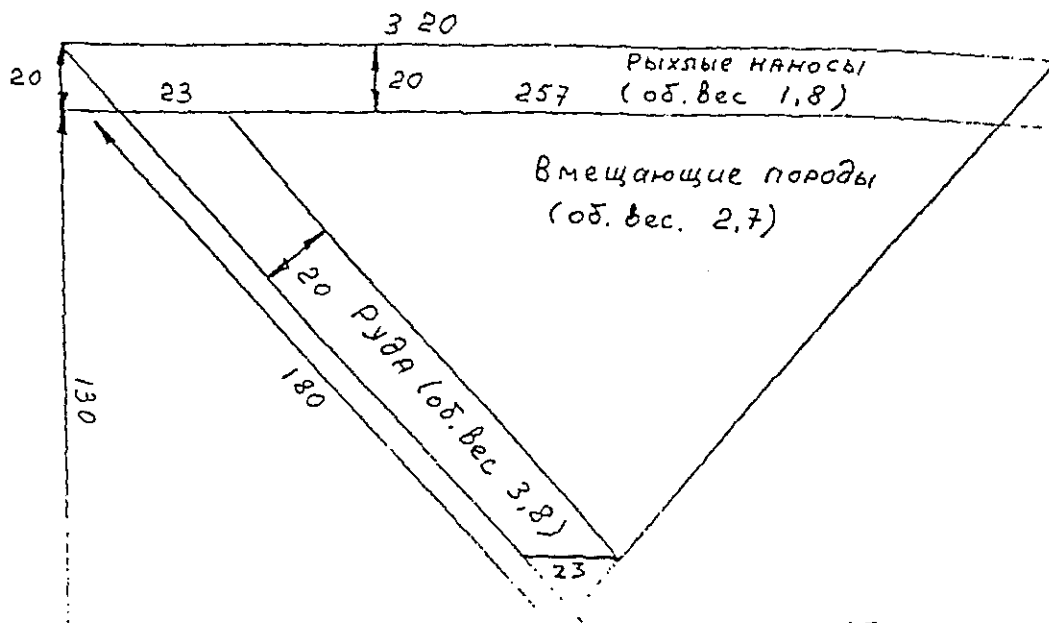 3 20
20
23
20
257
Рыхлые наносы
(об.вес 1,8)
Вмещающие породы
(об. вес. 2,7)
20 Руда (об.вес 3,8)
180
130
23